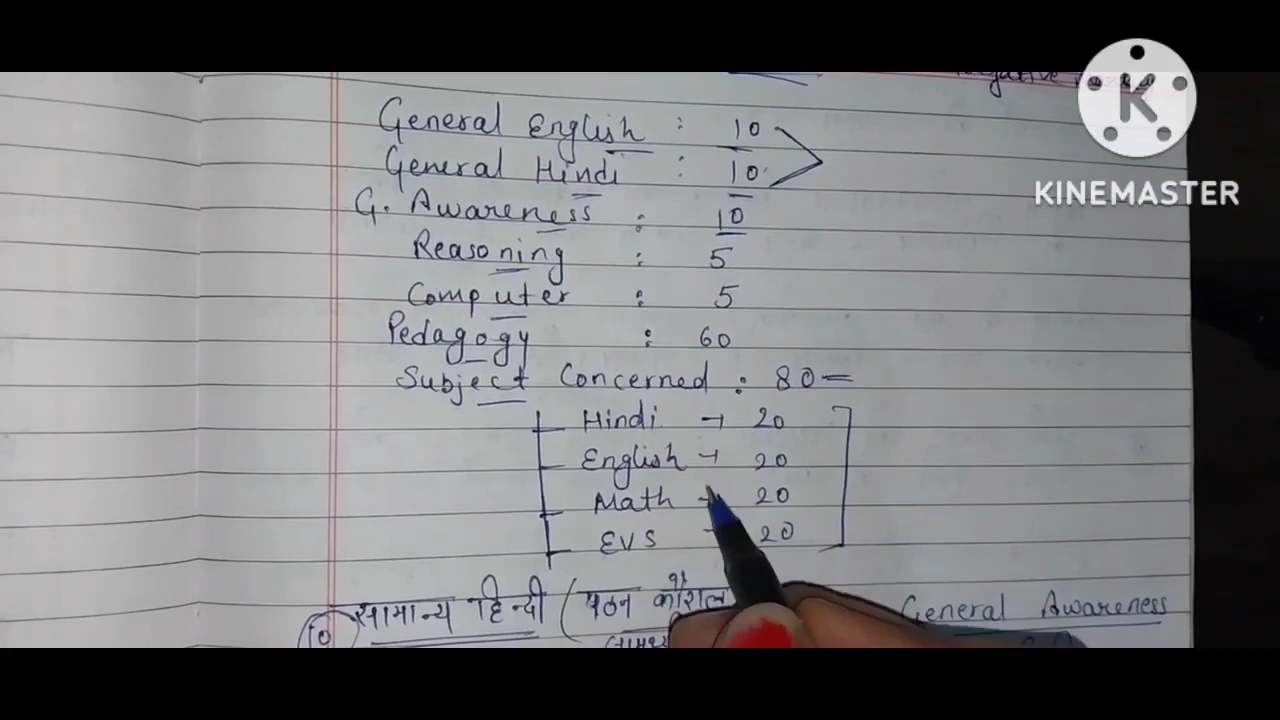 General English : 10
General Hindi : 10
G. Awareness : 10
Reasoning : 5
Computer : 5
Pedagogy : 60
Subject Concerned : 80=
Hindi → 20
English → 20
Math → 20
EVS → 20
सामान्य हिन्दी (पठन कौशल
General Awareness
K
KINEMASTER